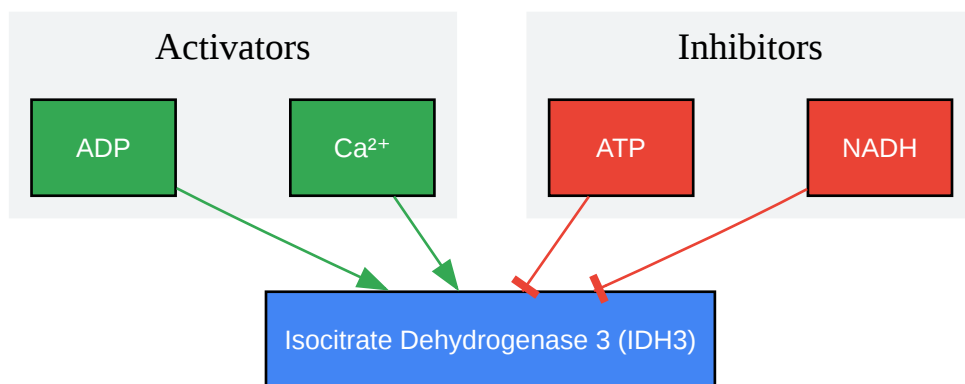 Activators
Inhibitors
ADP
Ca²⁺
ATP
NADH
Isocitrate Dehydrogenase 3 (IDH3)